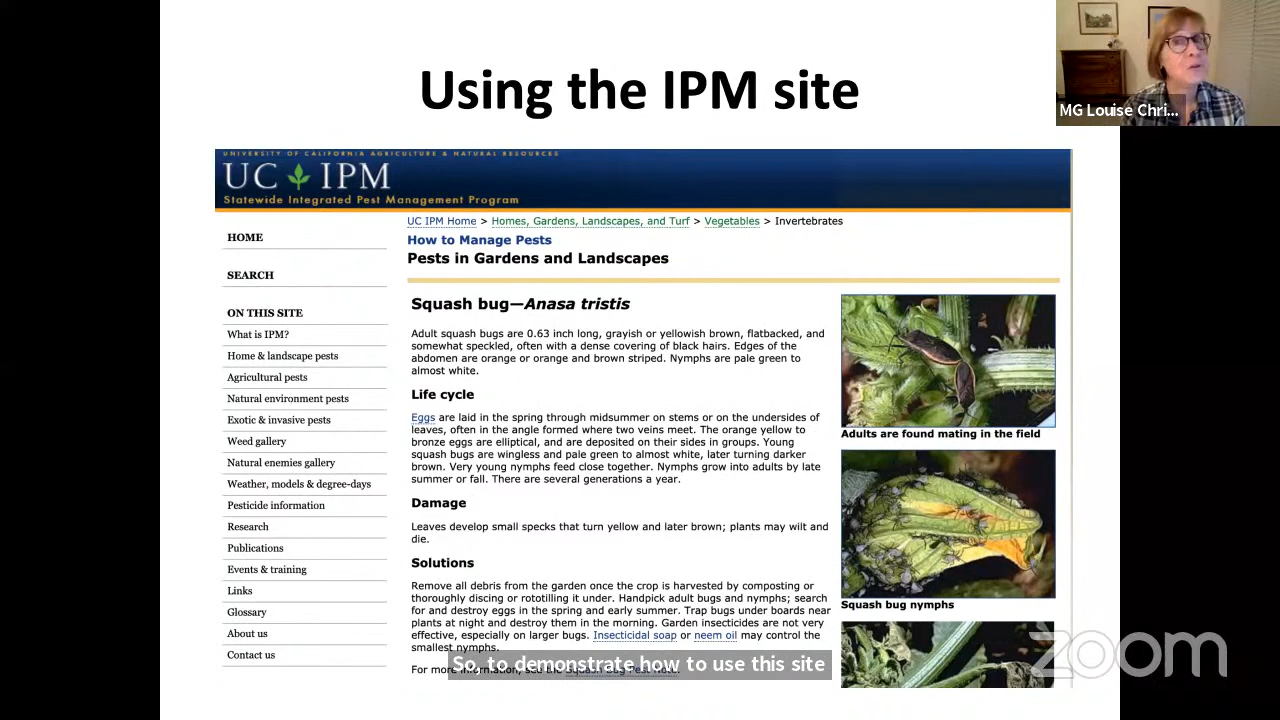 Using the IPM site
MG Louise Chri...
UNIVERSITY OF CALIFORNIA AGRICULTURE & NATURAL RESOURCES
UC IPM
Statewide Integrated Pest Management Program
UC IPM Home > Homes, Gardens, Landscapes, and Turf > Vegetables > Invertebrates
How to Manage Pests
Pests in Gardens and Landscapes
HOME
SEARCH
ON THIS SITE
What is IPM?
Home & landscape pests
Agricultural pests
Natural environment pests
Exotic & invasive pests
Weed gallery
Natural enemies gallery
Weather, models & degree-days
Pesticide information
Research
Publications
Events & training
Links
Glossary
About us
Contact us
Squash bug—Anasa tristis
Adult squash bugs are 0.63 inch long, grayish or yellowish brown, flatbacked, and
somewhat speckled, often with a dense covering of black hairs. Edges of the
abdomen are orange or orange and brown striped. Nymphs are pale green to
almost white.
Life cycle
Eggs are laid in the spring through midsummer on stems or on the undersides of
leaves, often in the angle formed where two veins meet. The orange yellow to
bronze eggs are elliptical, and are deposited on their sides in groups. Young
squash bugs are wingless and pale green to almost white, later turning darker
brown. Very young nymphs feed close together. Nymphs grow into adults by late
summer or fall. There are several generations a year.
Damage
Leaves develop small specks that turn yellow and later brown; plants may wilt and
die.
Solutions
Remove all debris from the garden once the crop is harvested by composting or
thoroughly discing or rototilling it under. Handpick adult bugs and nymphs; search
for and destroy eggs in the spring and early summer. Trap bugs under boards near
plants at night and destroy them in the morning. Garden insecticides are not very
effective, especially on larger bugs. Insecticidal soap or neem oil may control the
smallest nymphs.
For more information, see the Squash Bug Pest Note.
Adults are found mating in the field
Squash bug nymphs
So, to demonstrate how to use this site
zoom